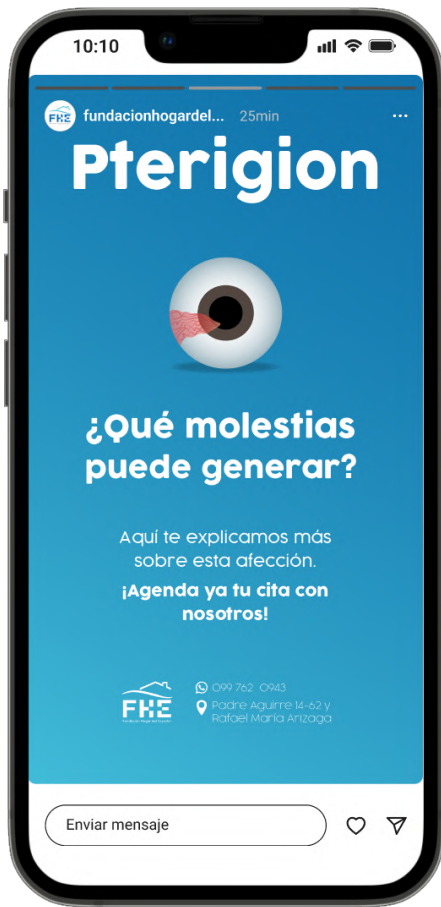 10:10
FHE
fundacionhogardel... 25min
Pterigion
¿Qué molestias
puede generar?
Aquí te explicamos más
sobre esta afección.
¡Agenda ya tu cita con
nosotros!
FHE
099 762 0943
Padre Aguirre 14-62 y
Rafael María Arízaga
Enviar mensaje